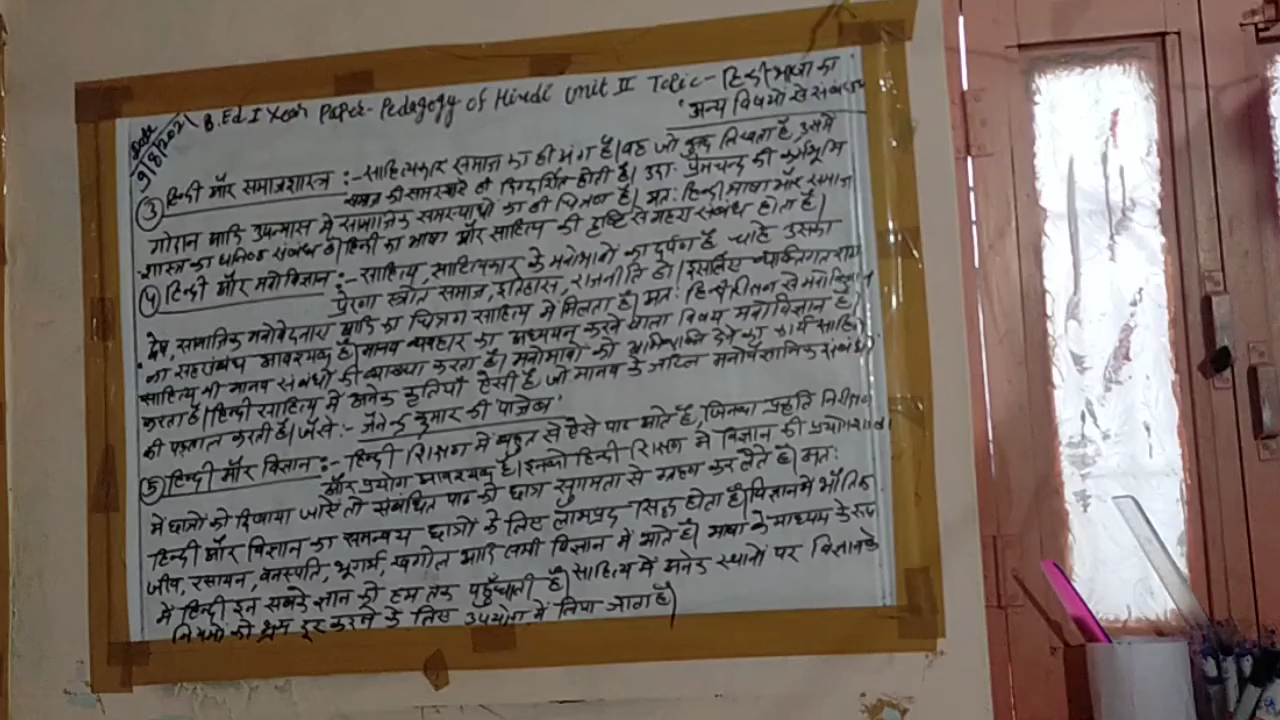 Date 9/8/2021 B.Ed I Year Paper- Pedagogy of Hindi Unit II Topic- हिन्दी भाषा का
अन्य विषयों से संबंध
③ हिन्दी और समाजशास्त्र :- साहित्यकार समाज का ही अंग है। वह जो कुछ लिखता है, उसमें
समाज की समस्याएं ही दिग्दर्शित होती है। उदा- प्रेमचन्द की कर्मभूमि
गोदान आदि उपन्यास में सामाजिक समस्याओं का ही चित्रण है। अतः हिन्दी भाषा और समाज
शास्त्र का घनिष्ठ संबंध है। हिन्दी का भाषा और साहित्य की दृष्टि से गहरा संबंध होता है।
④ हिन्दी और मनोविज्ञान :- साहित्य, साहित्यकार के मनोभावों का दर्पण है चाहे उसका
प्रेरणा स्त्रोत समाज, इतिहास, राजनीति हो। इसलिए व्यक्तिगत राग
द्वेष, सामाजिक मनोवेदनाए आदि का चित्रण साहित्य में मिलता है। अतः हिन्दी शिक्षण से मनोविज्ञान
का सहसंबंध आवश्यक है। मानव व्यवहार का अध्ययन करने वाला विषय मनोविज्ञान है।
साहित्य भी मानव संबंधों की व्याख्या करता है। मनोभावों को अभिव्यक्ति देने का कार्य साहित्य
करता है। हिन्दी साहित्य में अनेक कृतियाँ ऐसी है जो मानव के जटिल मनोवैज्ञानिक संबंधों
की पड़ताल करती है। जैसे :- जैनेन्द्र कुमार की 'पाजेब'
⑤ हिन्दी और विज्ञान :- हिन्दी शिक्षण में बहुत से ऐसे पाठ आते है, जिनका प्रकृति निरीक्षण
और प्रयोग आवश्यक है। इनको हिन्दी शिक्षण में विज्ञान की प्रयोगशाला
में छात्रों को दिखाया जाएं तो संबंधित पाठ को छात्र सुगमता से ग्रहण कर लेते है। अतः
हिन्दी और विज्ञान का समन्वय छात्रों के लिए लाभप्रद सिद्ध होता है। विज्ञान में भौतिक
जीव, रसायन, वनस्पति, भूगर्भ, खगोल आदि सभी विज्ञान में आते है। भाषा के माध्यम के रूप
में हिन्दी इन सबके ज्ञान को हम तक पहुँचाती है। साहित्य में अनेक स्थानों पर विज्ञान के
नियमों को भ्रम दूर करने के लिए उपयोग में लिया जाता है।